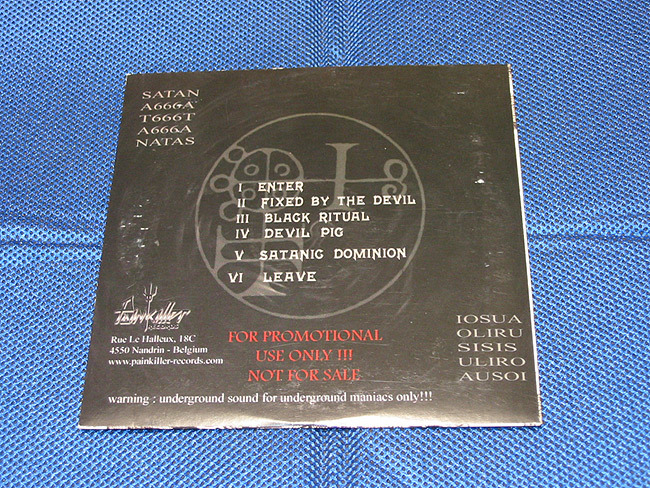 SATAN
A666A
T666T
A666A
NATAS
I ENTER
II FIXED BY THE DEVIL
III BLACK RITUAL
IV DEVIL PIG
V SATANIC DOMINION
VI LEAVE
Painkiller
RECORDS
Rue Le Halleux, 18C
4550 Nandrin - Belgium
www.painkiller-records.com
FOR PROMOTIONAL
USE ONLY !!!
NOT FOR SALE
IOSUA
OLIRU
SISIS
ULIRO
AUSOI
warning : underground sound for underground maniacs only!!!